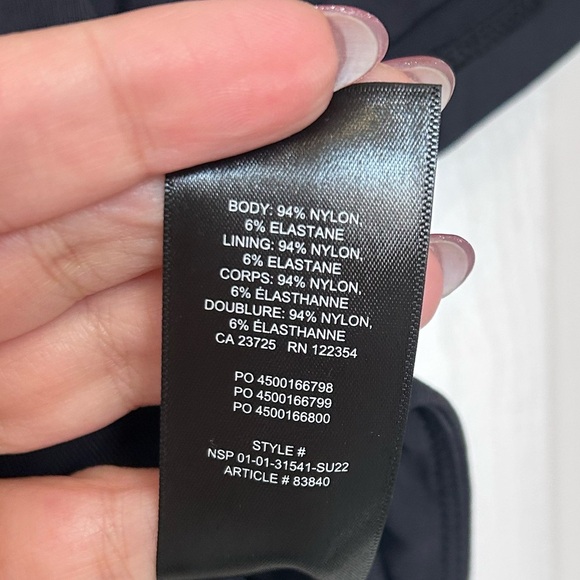 BODY: 94% NYLON,
6% ELASTANE
LINING: 94% NYLON,
6% ELASTANE
CORPS: 94% NYLON,
6% ÉLASTHANNE
DOUBLURE: 94% NYLON,
6% ÉLASTHANNE
CA 23725 RN 122354
PO 4500166798
PO 4500166799
PO 4500166800
STYLE #
NSP 01-01-31541-SU22
ARTICLE # 83840